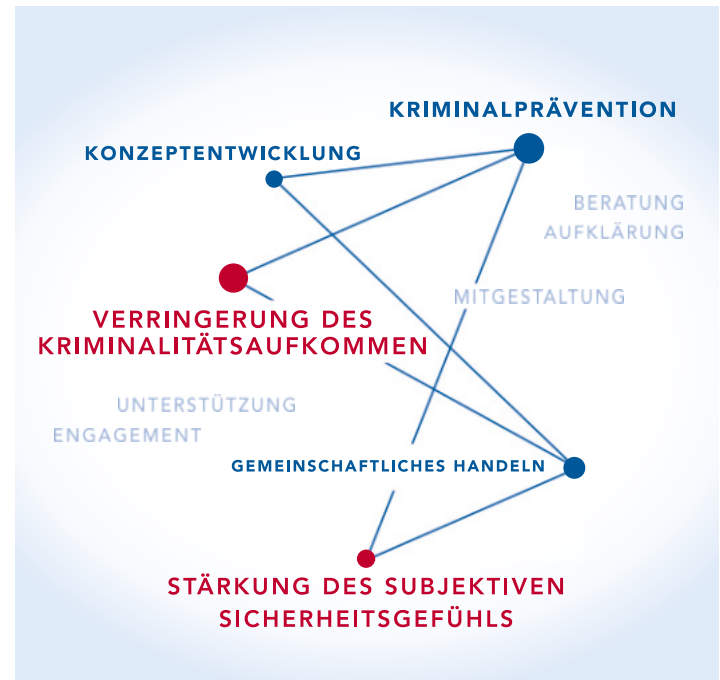 KRIMINALPRÄVENTION
KONZEPTENTWICKLUNG
BERATUNG
AUFKLÄRUNG
MITGESTALTUNG
VERRINGERUNG DES
KRIMINALITÄTSAUFKOMMEN
UNTERSTÜTZUNG
ENGAGEMENT
GEMEINSCHAFTLICHES HANDELN
STÄRKUNG DES SUBJEKTIVEN
SICHERHEITSGEFÜHLS